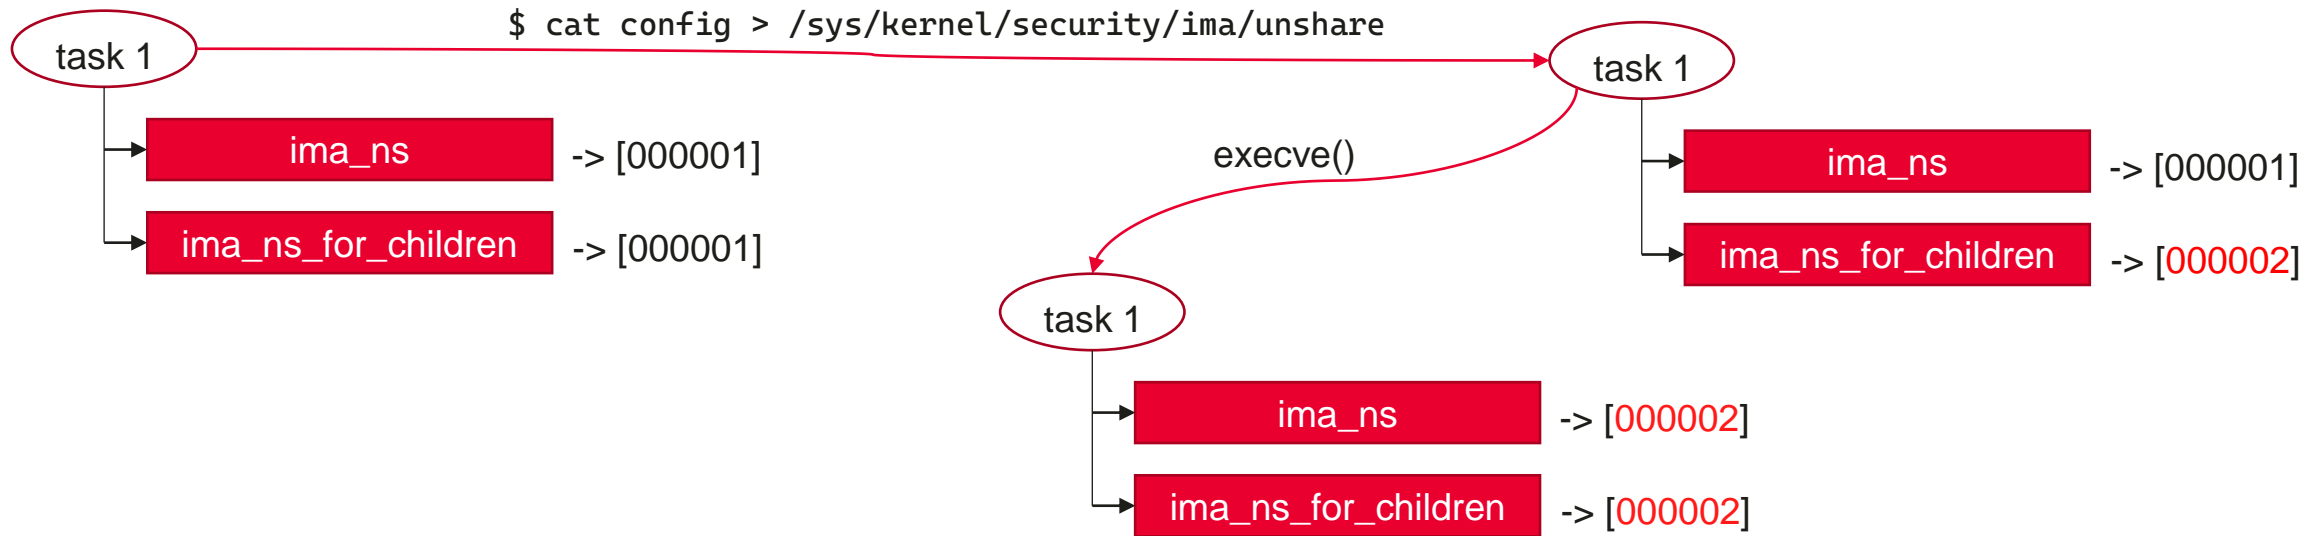 $ cat config > /sys/kernel/security/ima/unshare
task 1
ima_ns -> [000001]
ima_ns_for_children -> [000001]
task 1
ima_ns -> [000001]
ima_ns_for_children -> [000002]
execve()
task 1
ima_ns -> [000002]
ima_ns_for_children -> [000002]